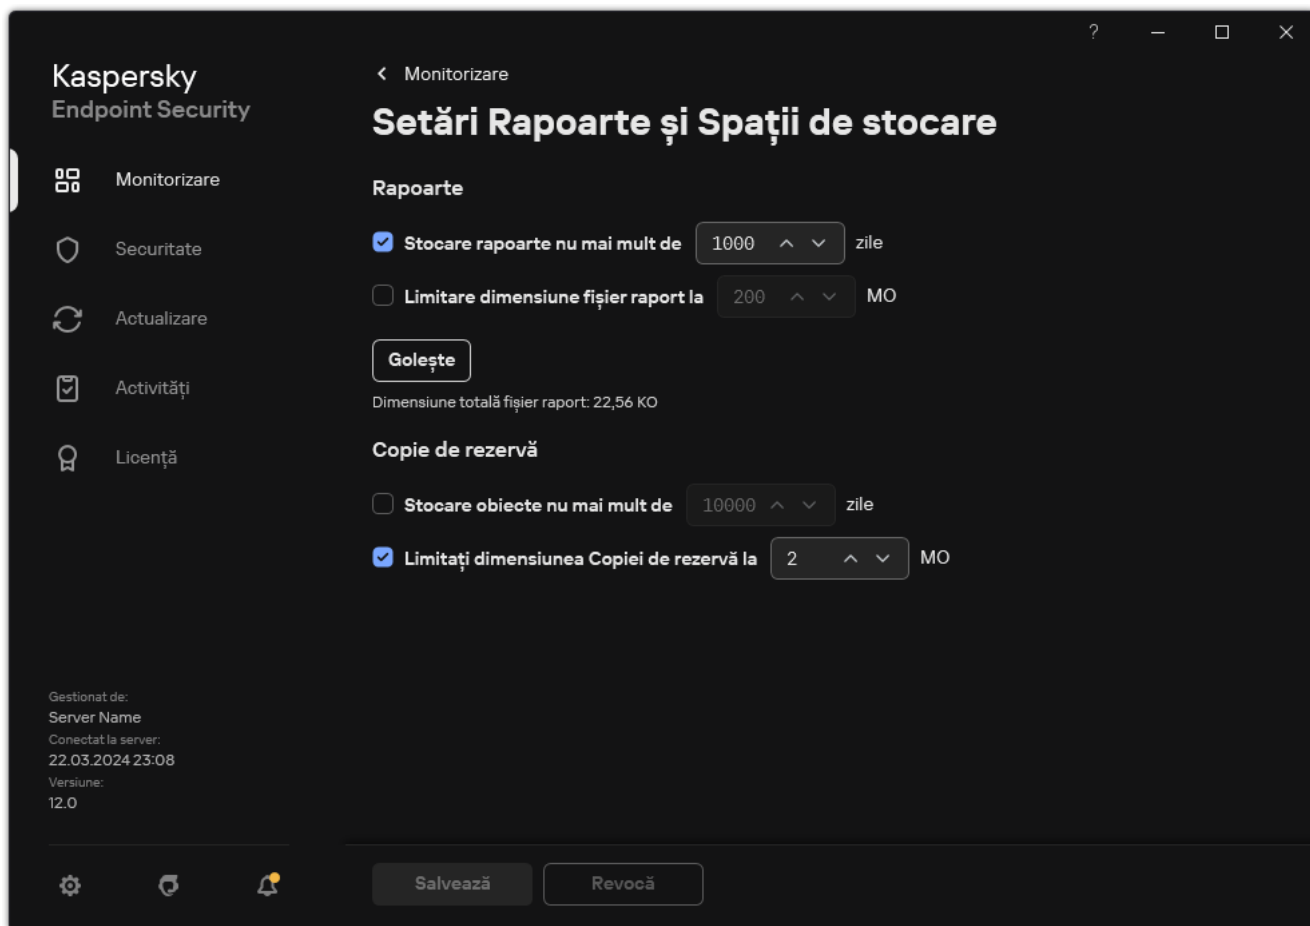 ?
Kaspersky
Endpoint Security
Monitorizare
Securitate
Actualizare
Activități
Licență
Gestionat de:
Server Name
Conectat la server:
22.03.2024 23:08
Versiune:
12.0
Monitorizare
Setări Rapoarte și Spații de stocare
Rapoarte
Stocare rapoarte nu mai mult de 1000 zile
Limitare dimensiune fișier raport la 200 MO
Golește
Dimensiune totală fișier raport: 22,56 KO
Copie de rezervă
Stocare obiecte nu mai mult de 10000 zile
Limitați dimensiunea Copiei de rezervă la 2 MO
Salvează Revocă